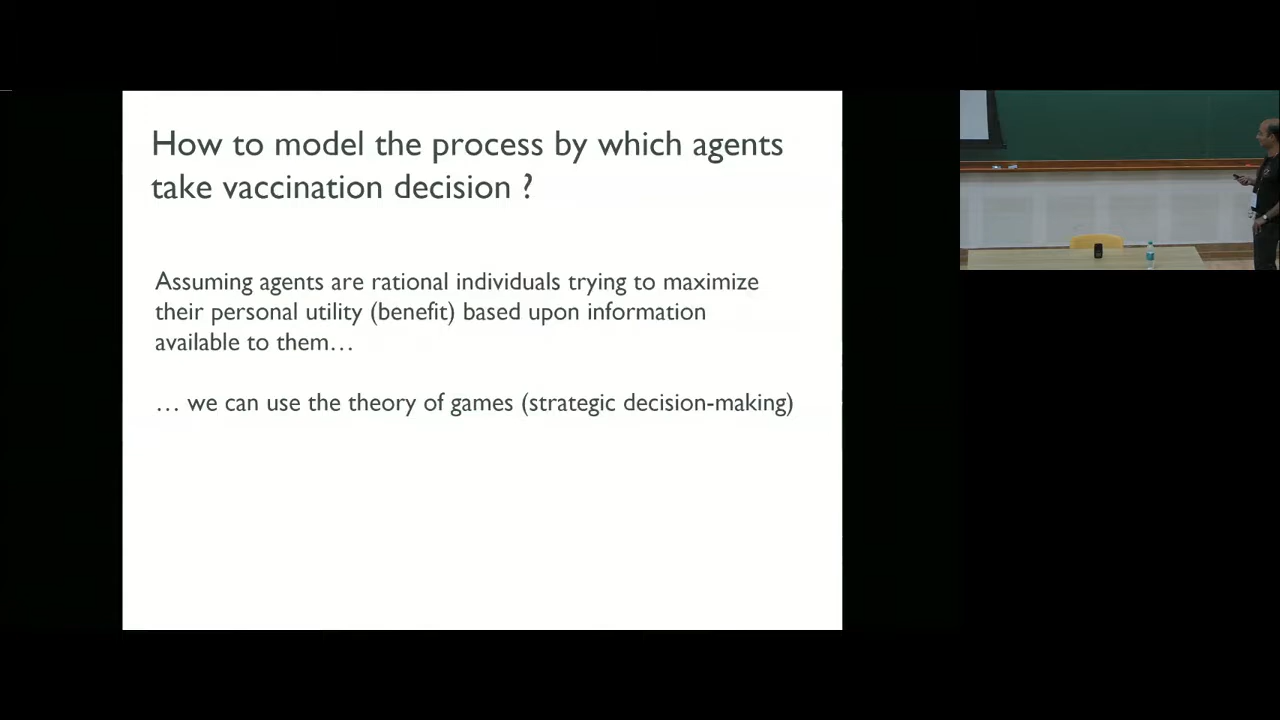 How to model the process by which agents
take vaccination decision ?
Assuming agents are rational individuals trying to maximize
their personal utility (benefit) based upon information
available to them…
… we can use the theory of games (strategic decision-making)